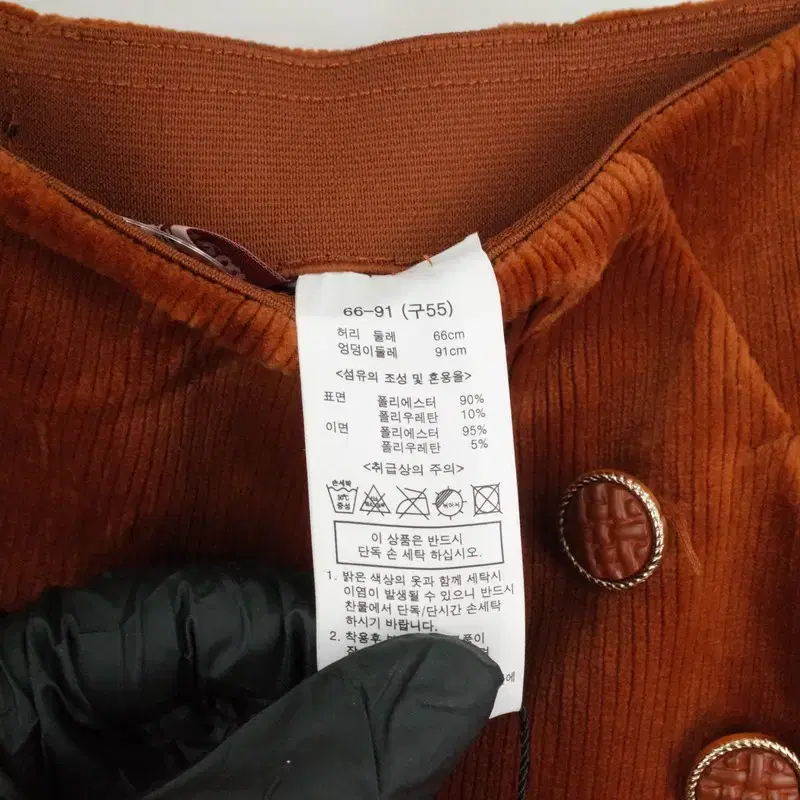 66-91 (구55)
허리 둘레 66cm
엉덩이둘레 91cm
<섬유의 조성 및 혼용율>
표면 폴리에스터 90%
폴리우레탄 10%
이면 폴리에스터 95%
폴리우레탄 5%
<취급상의 주의>
손세탁
30℃
중성
이 상품은 반드시
단독 손 세탁 하십시오.
1. 밝은 색상의 옷과 함께 세탁시
이염이 발생될 수 있으니 반드시
찬물에서 단독/단시간 손세탁
하시기 바랍니다.
2. 착용후